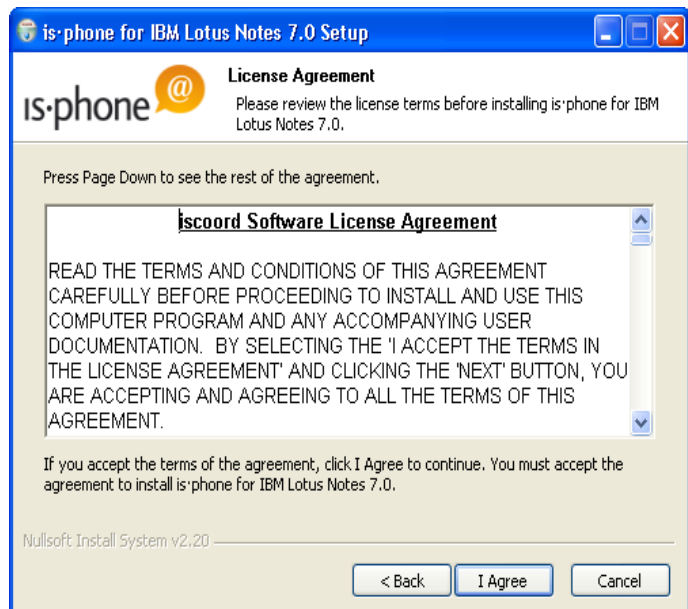 is·phone for IBM Lotus Notes 7.0 Setup
is·phone @
License Agreement
Please review the license terms before installing is·phone for IBM
Lotus Notes 7.0.
Press Page Down to see the rest of the agreement.
iscoord Software License Agreement
READ THE TERMS AND CONDITIONS OF THIS AGREEMENT
CAREFULLY BEFORE PROCEEDING TO INSTALL AND USE THIS
COMPUTER PROGRAM AND ANY ACCOMPANYING USER
DOCUMENTATION.  BY SELECTING THE 'I ACCEPT THE TERMS IN
THE LICENSE AGREEMENT' AND CLICKING THE 'NEXT' BUTTON, YOU
ARE ACCEPTING AND AGREEING TO ALL THE TERMS OF THIS
AGREEMENT.
If you accept the terms of the agreement, click I Agree to continue. You must accept the
agreement to install is·phone for IBM Lotus Notes 7.0.
Nullsoft Install System v2.20
< Back I Agree Cancel